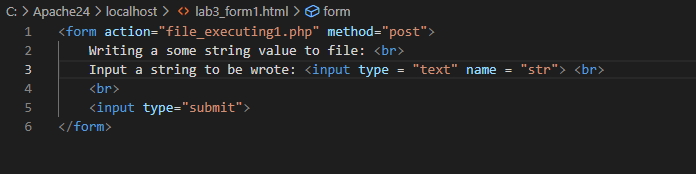 C: > Apache24 > localhost > <> lab3_form1.html > form
1 <form action="file_executing1.php" method="post">
2 Writing a some string value to file: <br>
3 Input a string to be wrote: <input type = "text" name = "str"> <br>
4 <br>
5 <input type="submit">
6 </form>